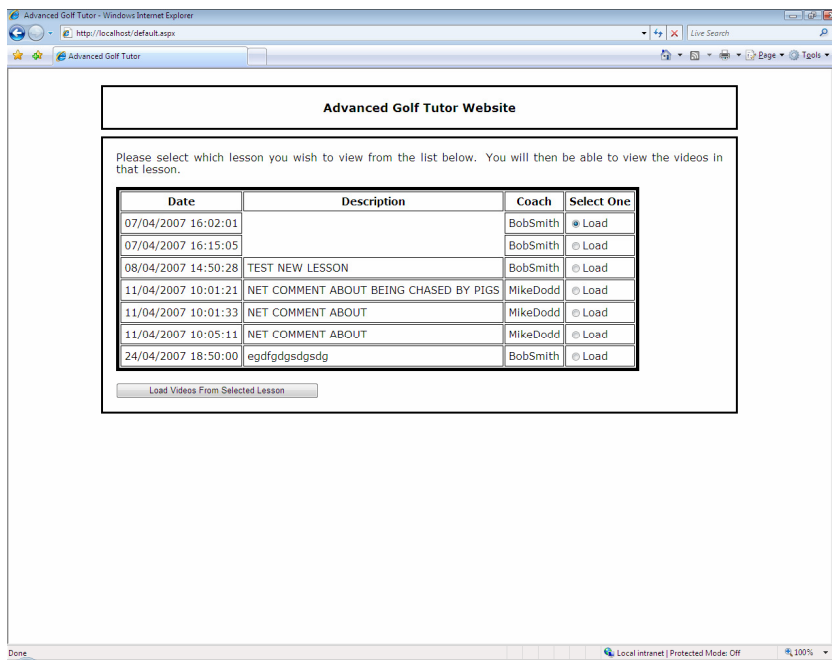 Advanced Golf Tutor - Windows Internet Explorer
http://localhost/default.aspx Live Search
Advanced Golf Tutor Page Tools
Advanced Golf Tutor Website
Please select which lesson you wish to view from the list below. You will then be able to view the videos in
that lesson.
Date Description Coach Select One
07/04/2007 16:02:01 BobSmith Load
07/04/2007 16:15:05 BobSmith Load
08/04/2007 14:50:28 TEST NEW LESSON BobSmith Load
11/04/2007 10:01:21 NET COMMENT ABOUT BEING CHASED BY PIGS MikeDodd Load
11/04/2007 10:01:33 NET COMMENT ABOUT MikeDodd Load
11/04/2007 10:05:11 NET COMMENT ABOUT MikeDodd Load
24/04/2007 18:50:00 egdfgdgsdgsdg BobSmith Load
Load Videos From Selected Lesson
Done Local intranet | Protected Mode: Off 100%